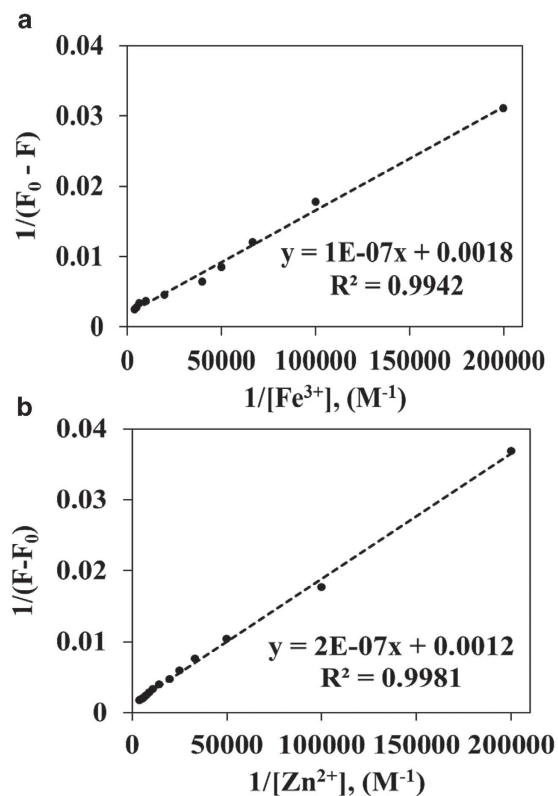 a
0.04
0.03
0.02
0.01
0
1/(F₀ - F)
y = 1E-07x + 0.0018
R² = 0.9942
0 50000 100000 150000 200000
1/[Fe³⁺], (M⁻¹)
b
0.04
0.03
0.02
0.01
0
1/(F-F₀)
y = 2E-07x + 0.0012
R² = 0.9981
0 50000 100000 150000 200000
1/[Zn²⁺], (M⁻¹)